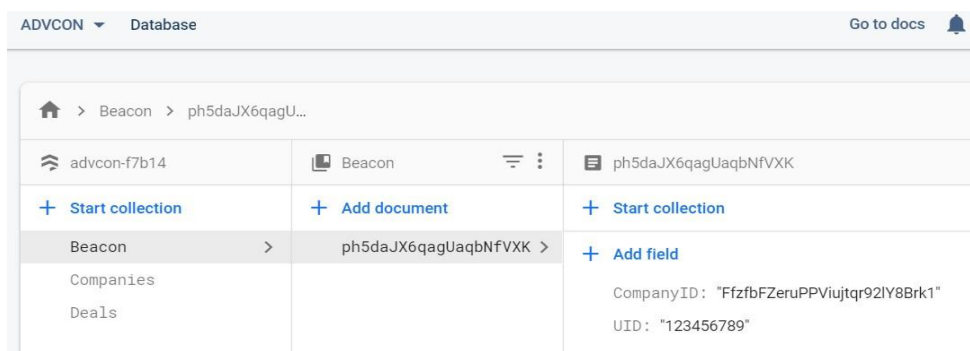 ADVCON Database Go to docs
Beacon > ph5daJX6qagU...
advcon-f7b14 Beacon ph5daJX6qagUaqbNfVXK
+ Start collection + Add document + Start collection
Beacon > ph5daJX6qagUaqbNfVXK > + Add field
Companies
CompanyID: "FfzfbFZeruPPViujtqr92lY8Brk1"
Deals
UID: "123456789"